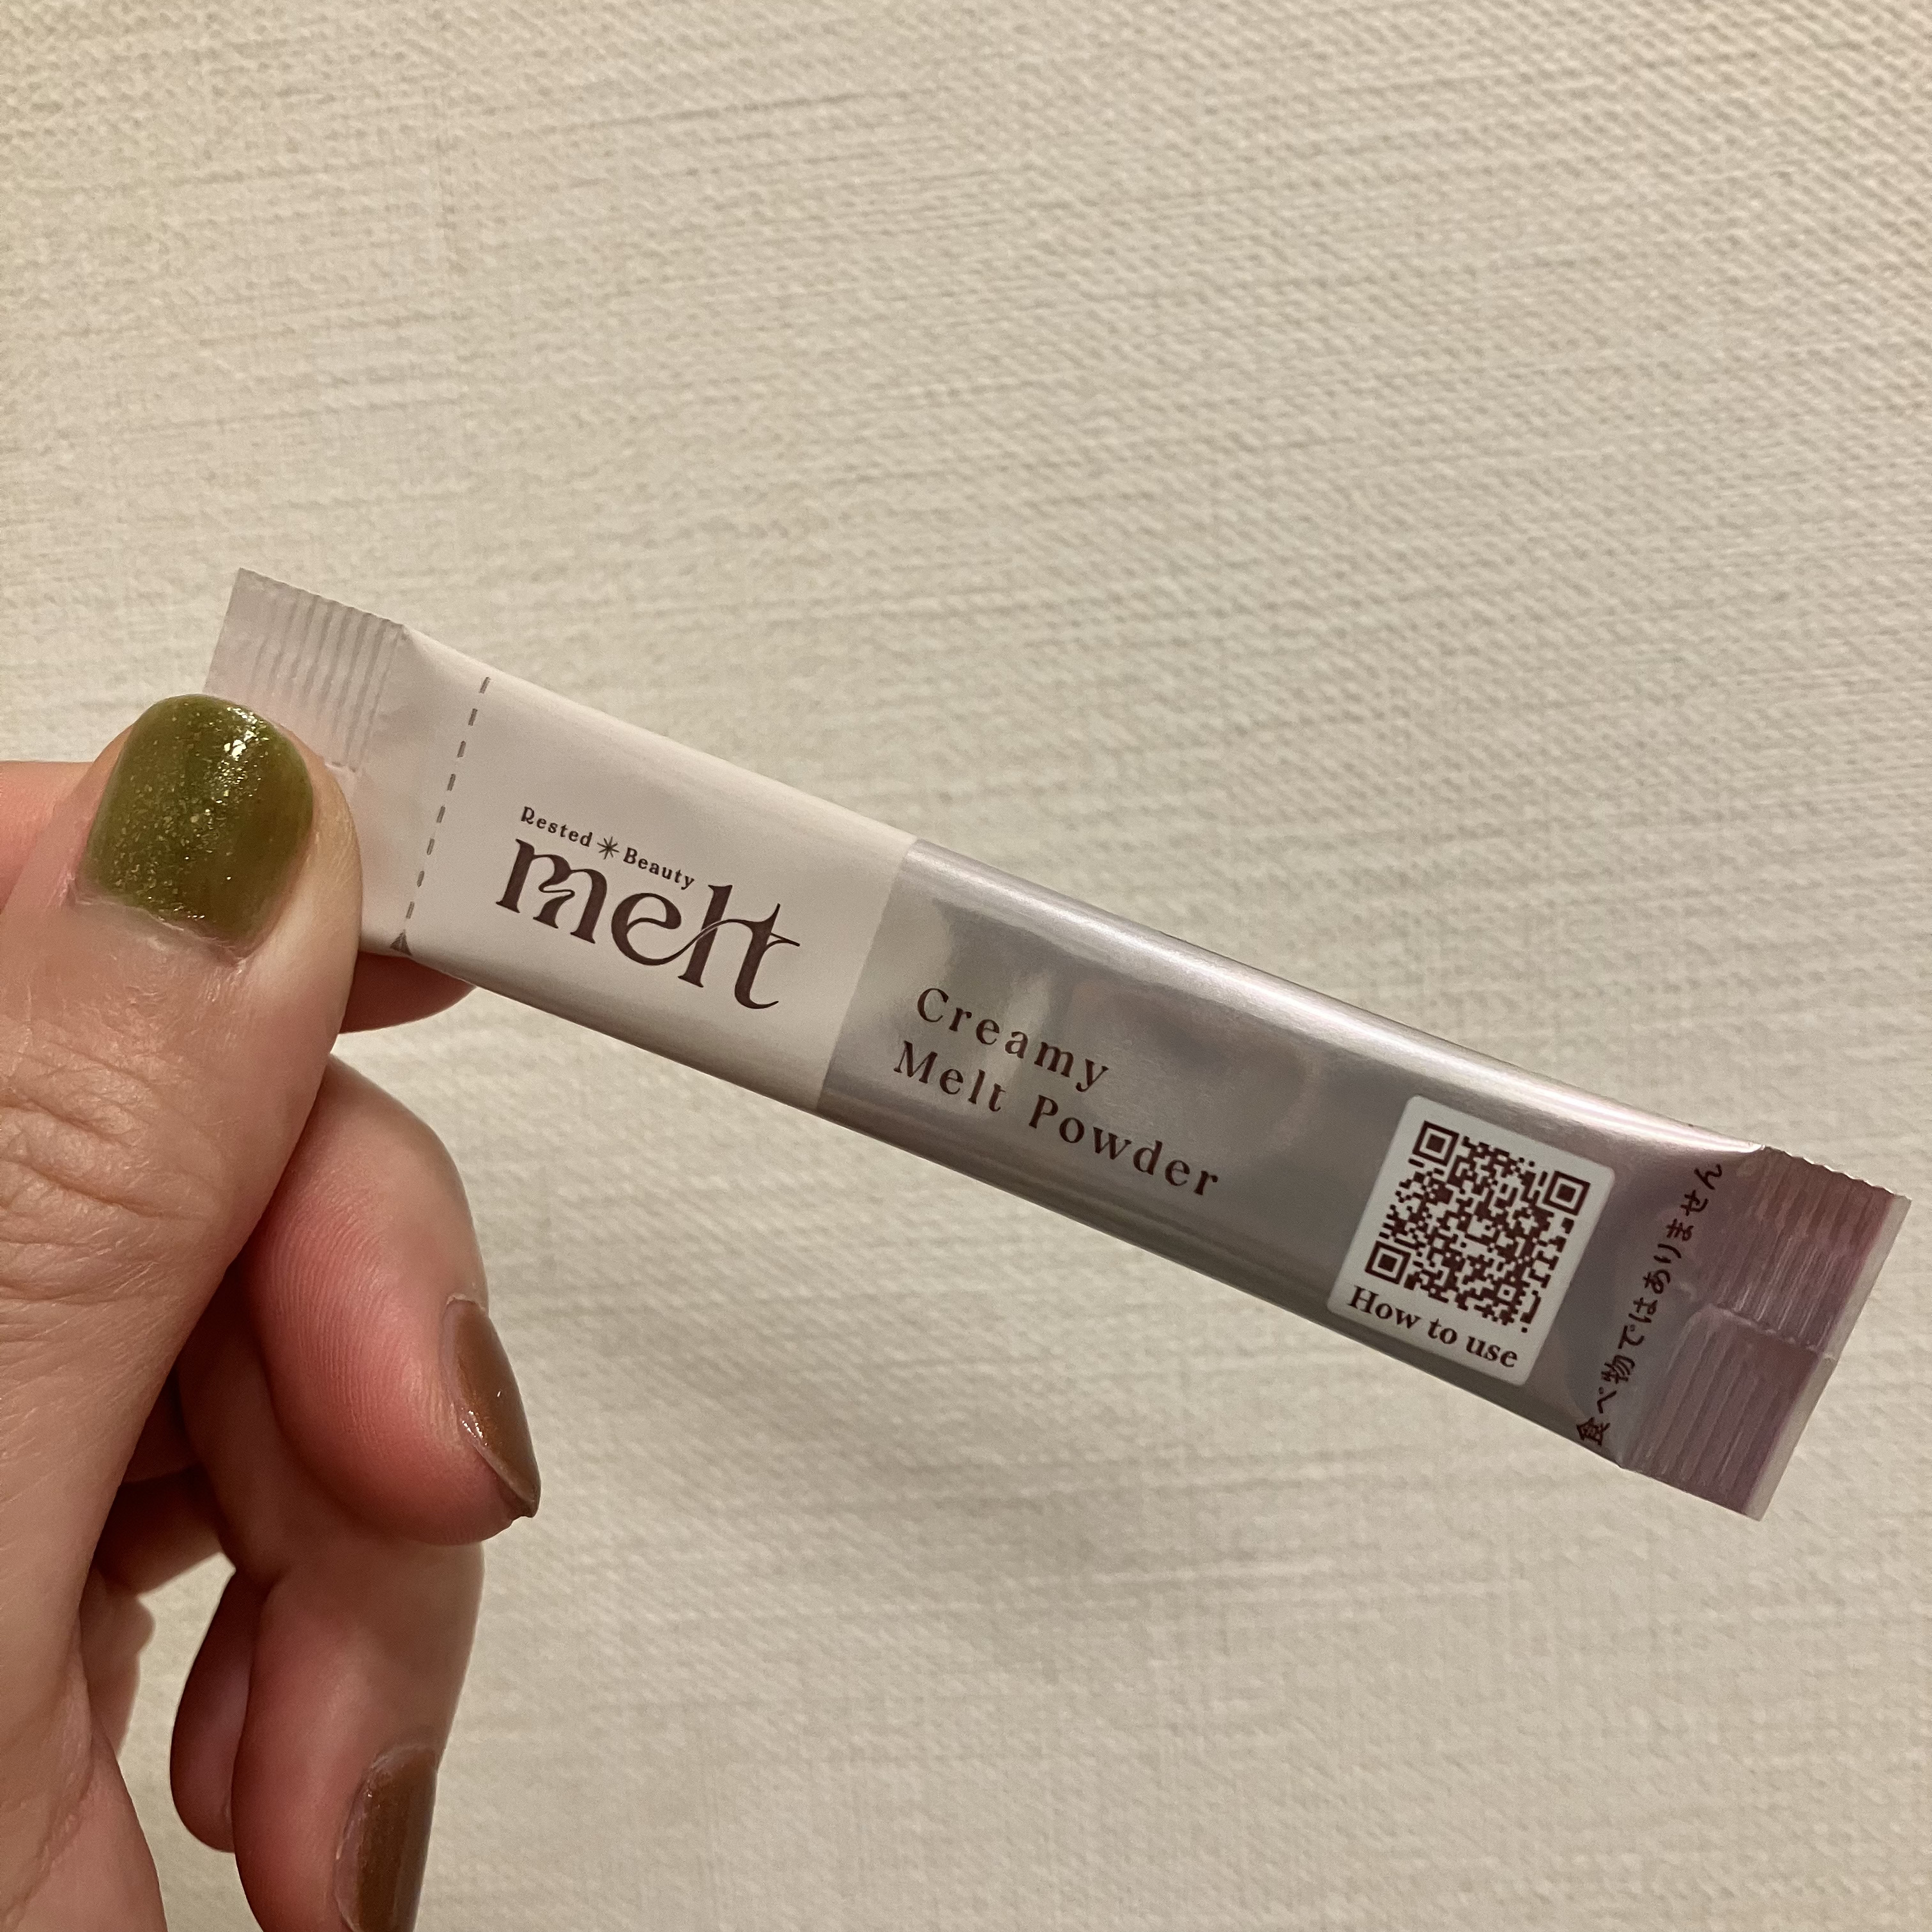 Rested Beauty
melt
Creamy
Melt Powder
How to use
食べ物ではありません